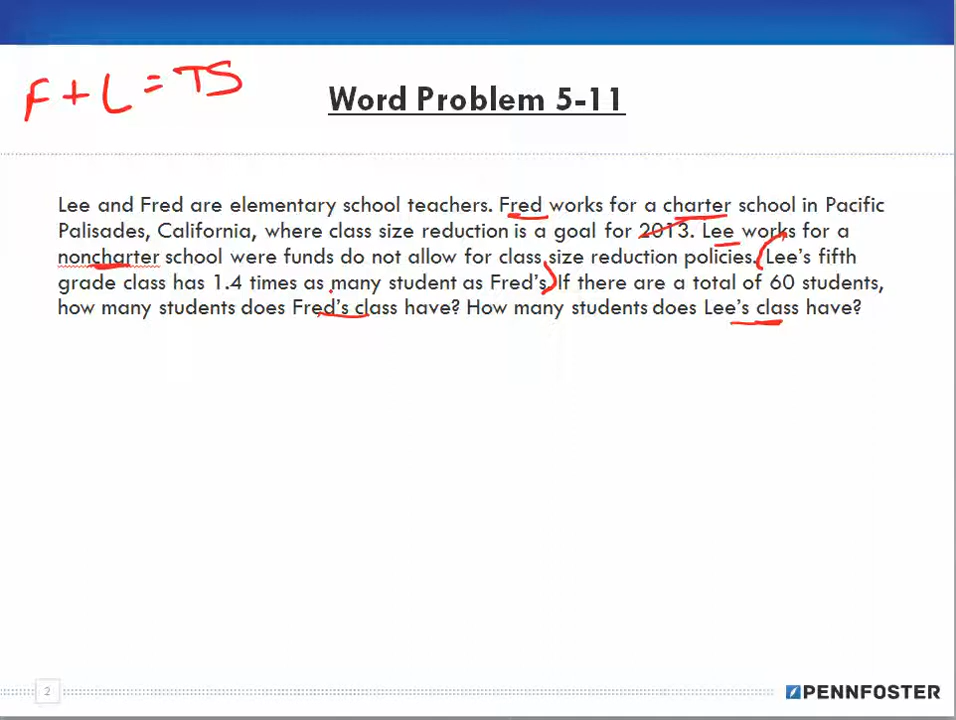 F + L = TS
Word Problem 5-11
Lee and Fred are elementary school teachers. Fred works for a charter school in Pacific
Palisades, California, where class size reduction is a goal for 2013. Lee works for a
noncharter school were funds do not allow for class size reduction policies. Lee's fifth
grade class has 1.4 times as many student as Fred's. If there are a total of 60 students,
how many students does Fred's class have? How many students does Lee's class have?
2
PENNFOSTER